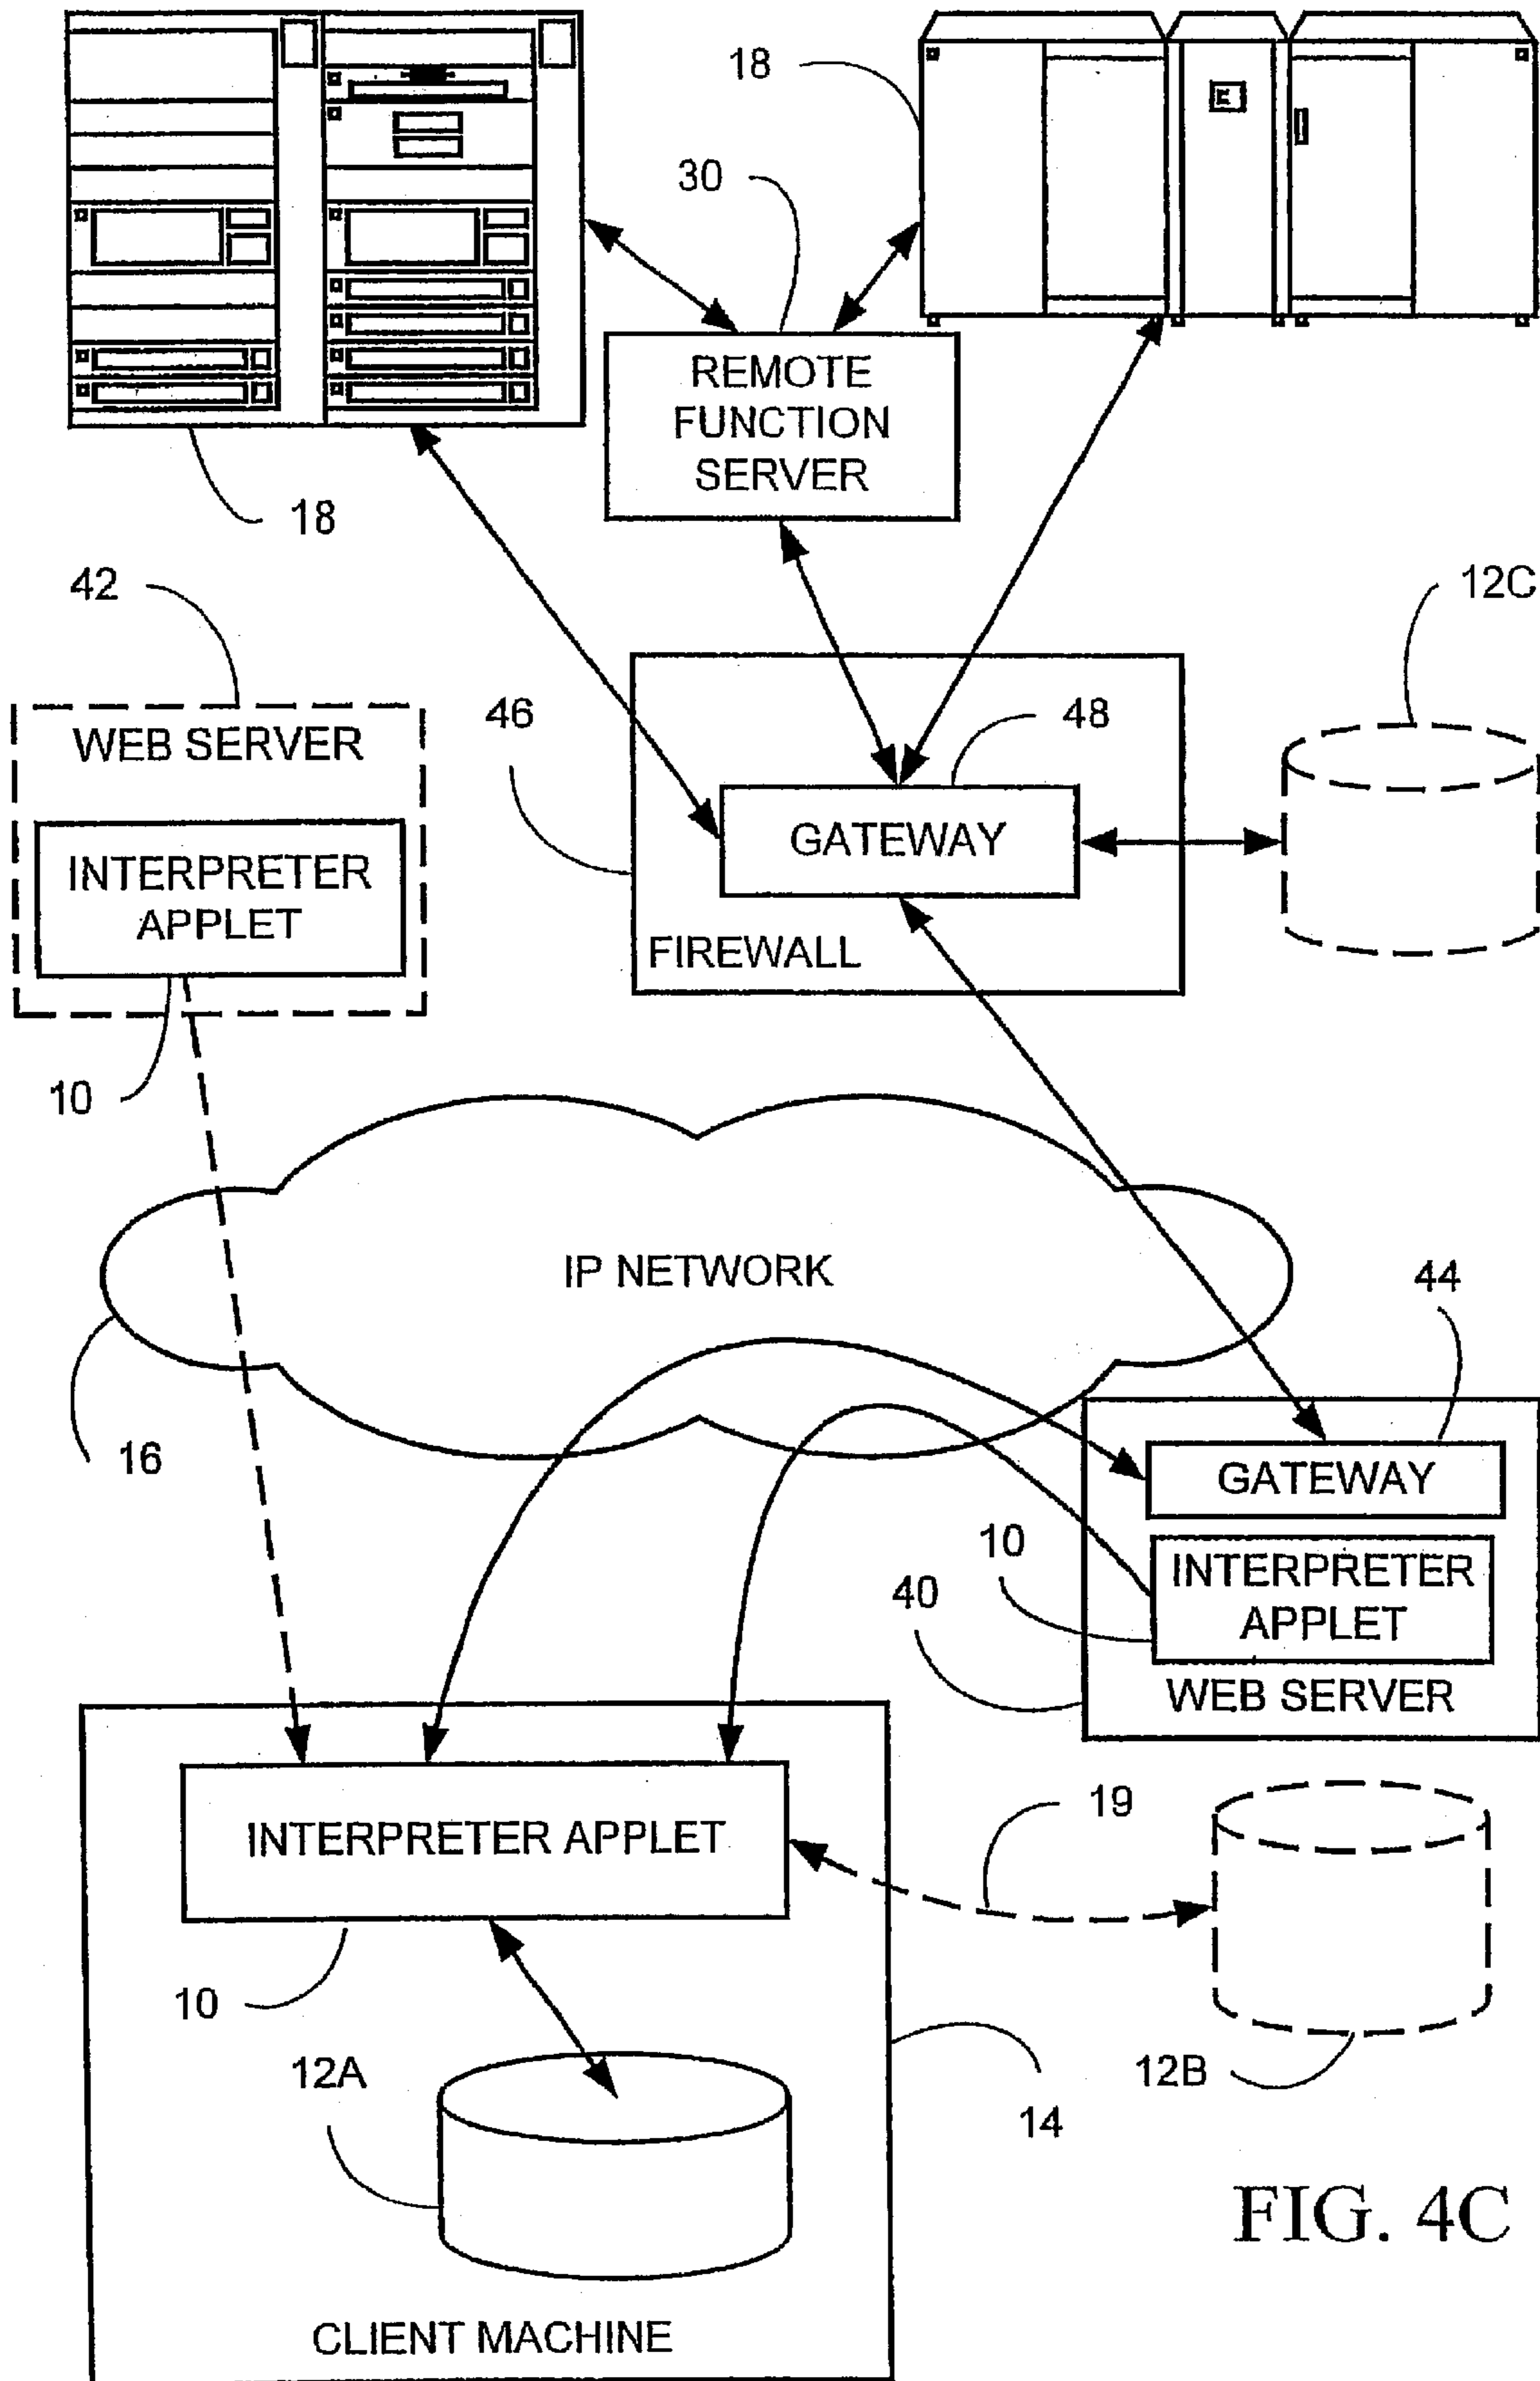 18
30
REMOTE
FUNCTION
SERVER
18
42
12C
WEB SERVER
46
48
INTERPRETER
APPLET
GATEWAY
FIREWALL
10
IP NETWORK
44
16
GATEWAY
10
INTERPRETER
APPLET
40
WEB SERVER
19
INTERPRETER APPLET
10
12A
12B
14
FIG. 4C
CLIENT MACHINE